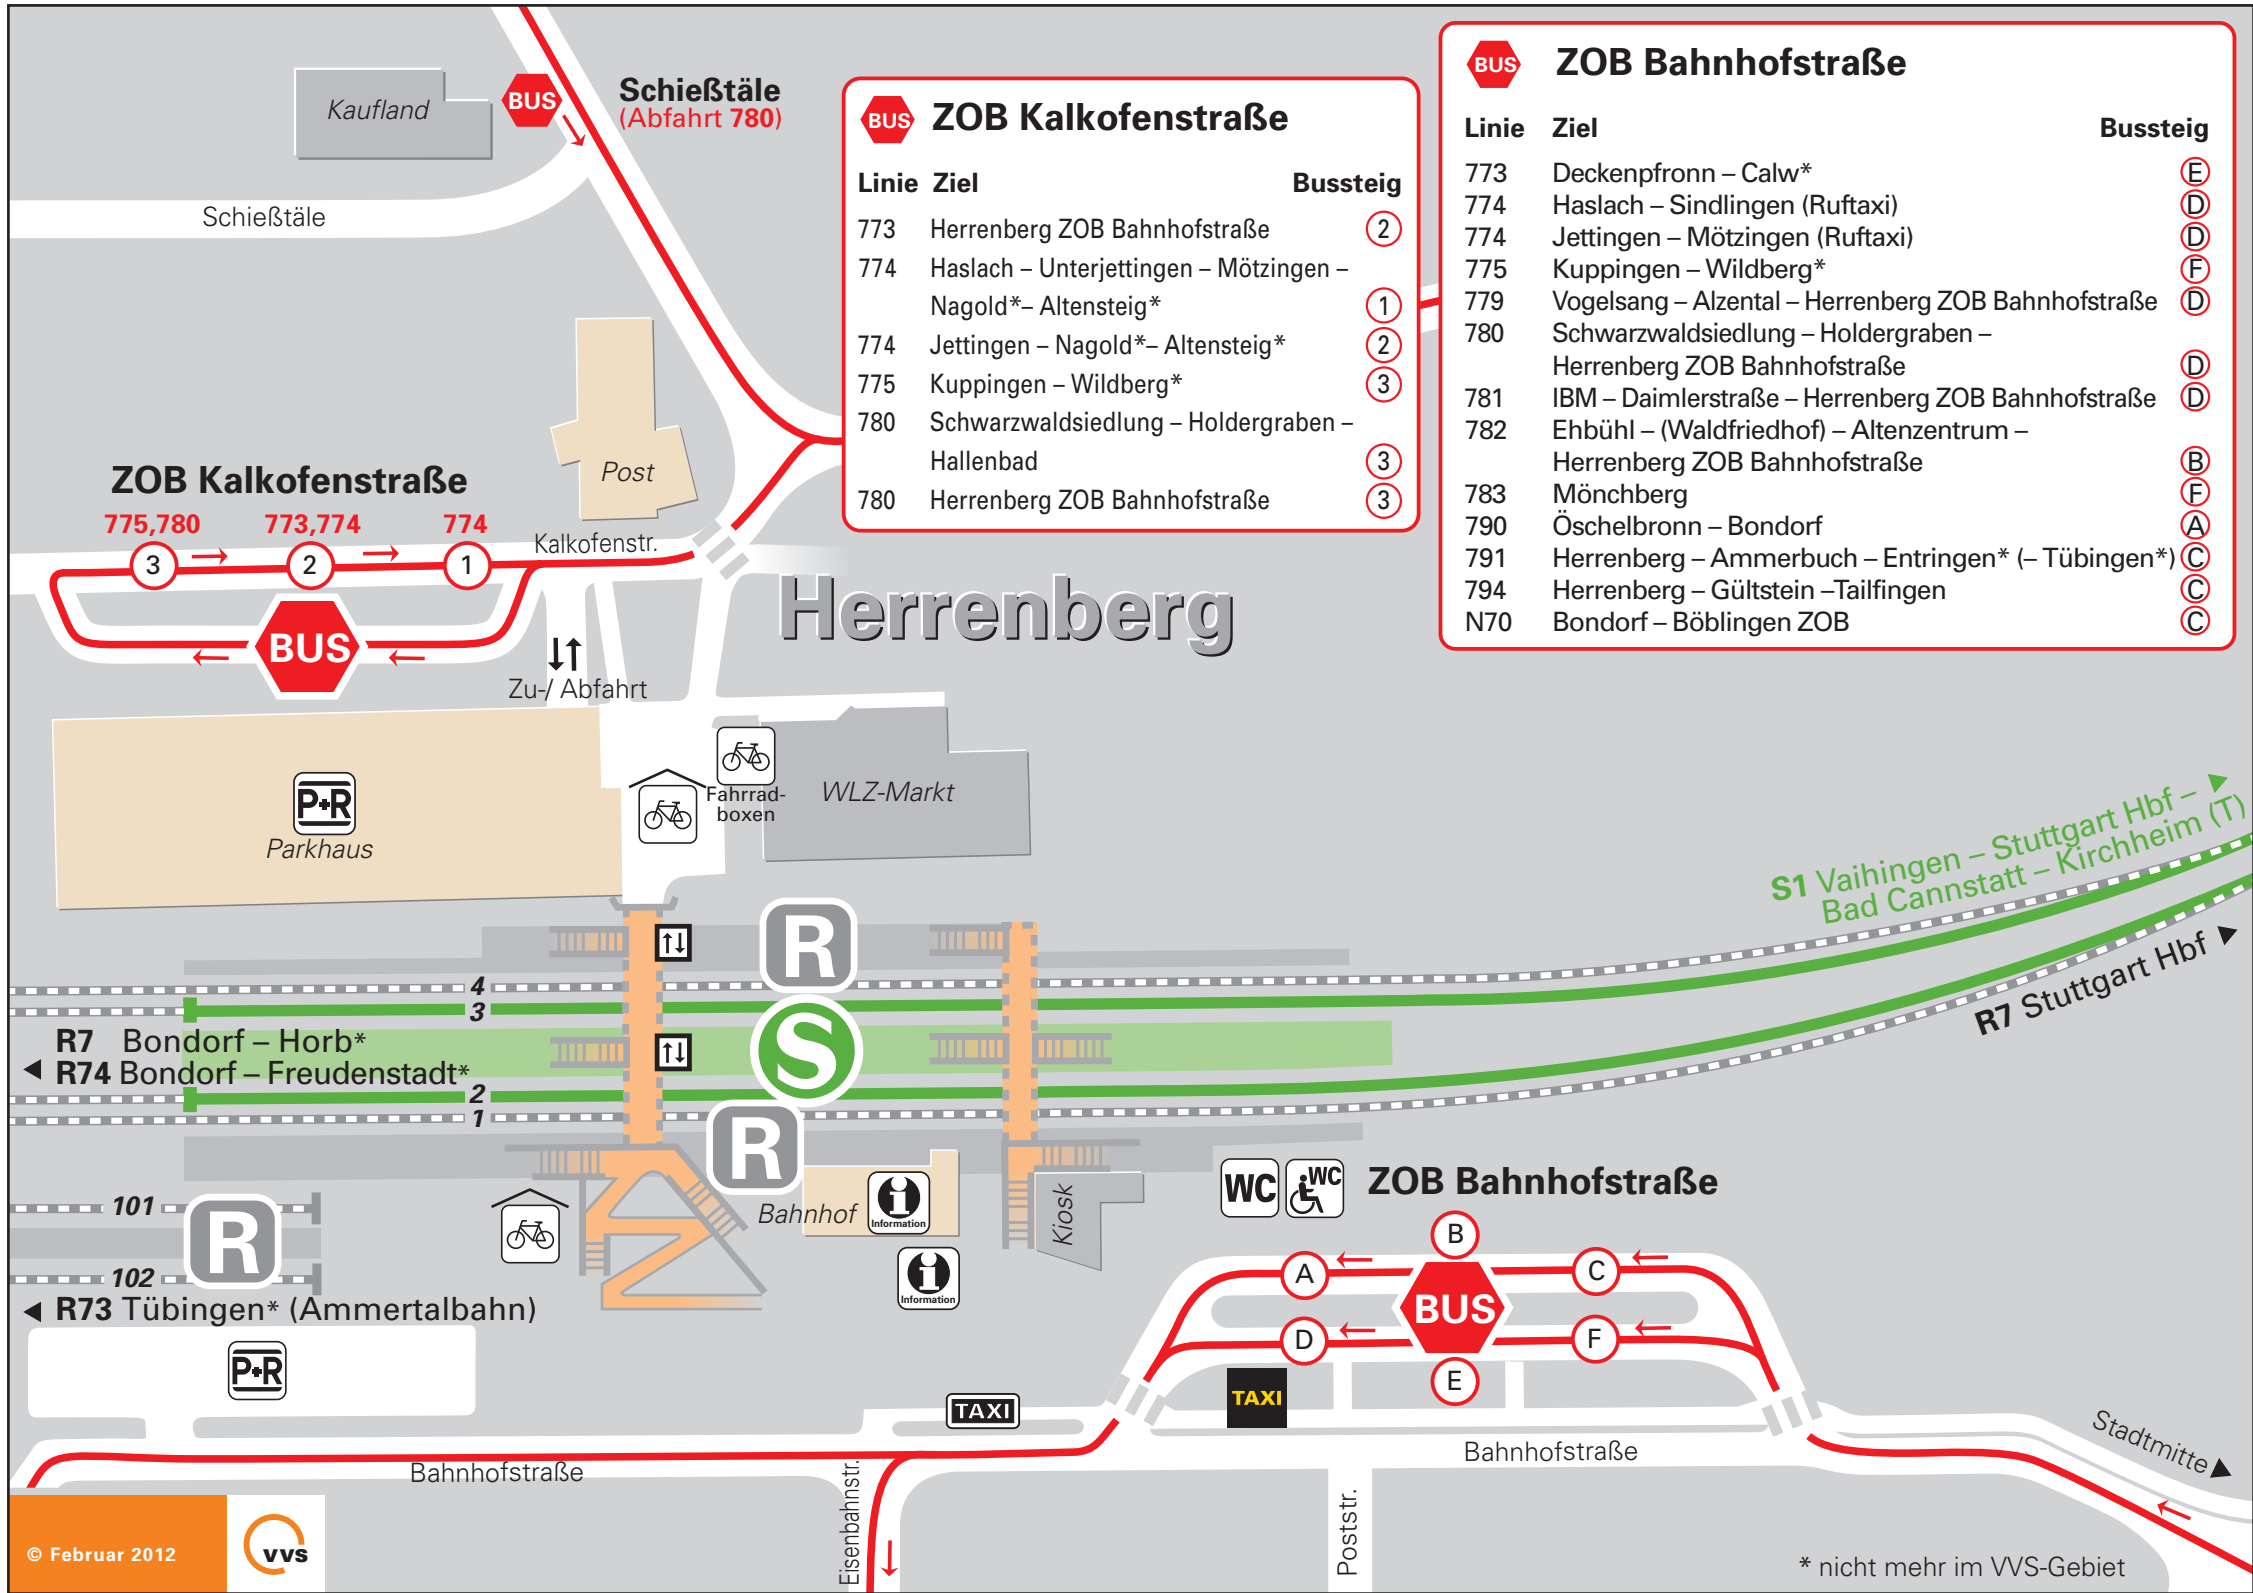 Kaufland
BUS
Schießtäle
(Abfahrt 780)
Schießtäle
BUS ZOB Kalkofenstraße
Linie Ziel Bussteig
773 Herrenberg ZOB Bahnhofstraße 2
774 Haslach – Unterjettingen – Mötzingen –
Nagold*– Altensteig* 1
774 Jettingen – Nagold*– Altensteig* 2
775 Kuppingen – Wildberg* 3
780 Schwarzwaldsiedlung – Holdergraben –
Hallenbad 3
780 Herrenberg ZOB Bahnhofstraße 3
BUS ZOB Bahnhofstraße
Linie Ziel Bussteig
773 Deckenpfronn – Calw* E
774 Haslach – Sindlingen (Ruftaxi) D
774 Jettingen – Mötzingen (Ruftaxi) D
775 Kuppingen – Wildberg* F
779 Vogelsang – Alzental – Herrenberg ZOB Bahnhofstraße D
780 Schwarzwaldsiedlung – Holdergraben –
Herrenberg ZOB Bahnhofstraße D
781 IBM – Daimlerstraße – Herrenberg ZOB Bahnhofstraße D
782 Ehbühl – (Waldfriedhof) – Altenzentrum –
Herrenberg ZOB Bahnhofstraße B
783 Mönchberg F
790 Öschelbronn – Bondorf A
791 Herrenberg – Ammerbuch – Entringen* (– Tübingen*) C
794 Herrenberg – Gültstein –Tailfingen C
N70 Bondorf – Böblingen ZOB C
Post
ZOB Kalkofenstraße
775,780 773,774 774
3 2 1
Kalkofenstr.
BUS
Herrenberg
Zu-/ Abfahrt
P+R
Parkhaus
Fahrrad-
boxen
WLZ-Markt
S1 Vaihingen – Stuttgart Hbf –
Bad Cannstatt – Kirchheim (T)
R7 Stuttgart Hbf
R
4
3
S
R7 Bondorf – Horb*
R74 Bondorf – Freudenstadt*
2
1
R
101
R
102
R73 Tübingen* (Ammertalbahn)
P+R
Bahnhof
Information
Information
Kiosk
WC
WC
ZOB Bahnhofstraße
B
A
C
BUS
D
F
E
TAXI
TAXI
Bahnhofstraße
Bahnhofstraße
Stadtmitte
Eisenbahnstr.
Poststr.
© Februar 2012
VVS
* nicht mehr im VVS-Gebiet